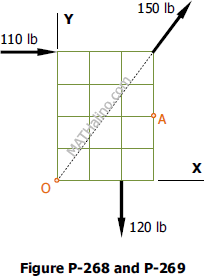 150 lb
Y
110 lb
MATHalino.com
A
O
X
120 lb
Figure P-268 and P-269